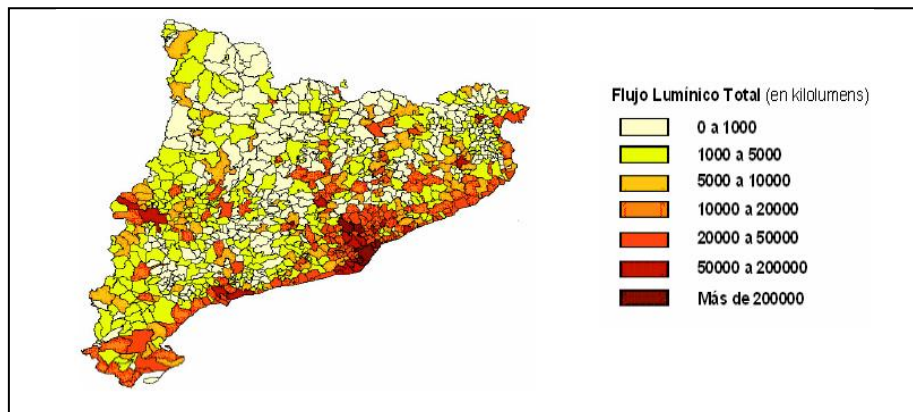 Flujo Lumínico Total (en kilolumens)
0 a 1000
1000 a 5000
5000 a 10000
10000 a 20000
20000 a 50000
50000 a 200000
Más de 200000